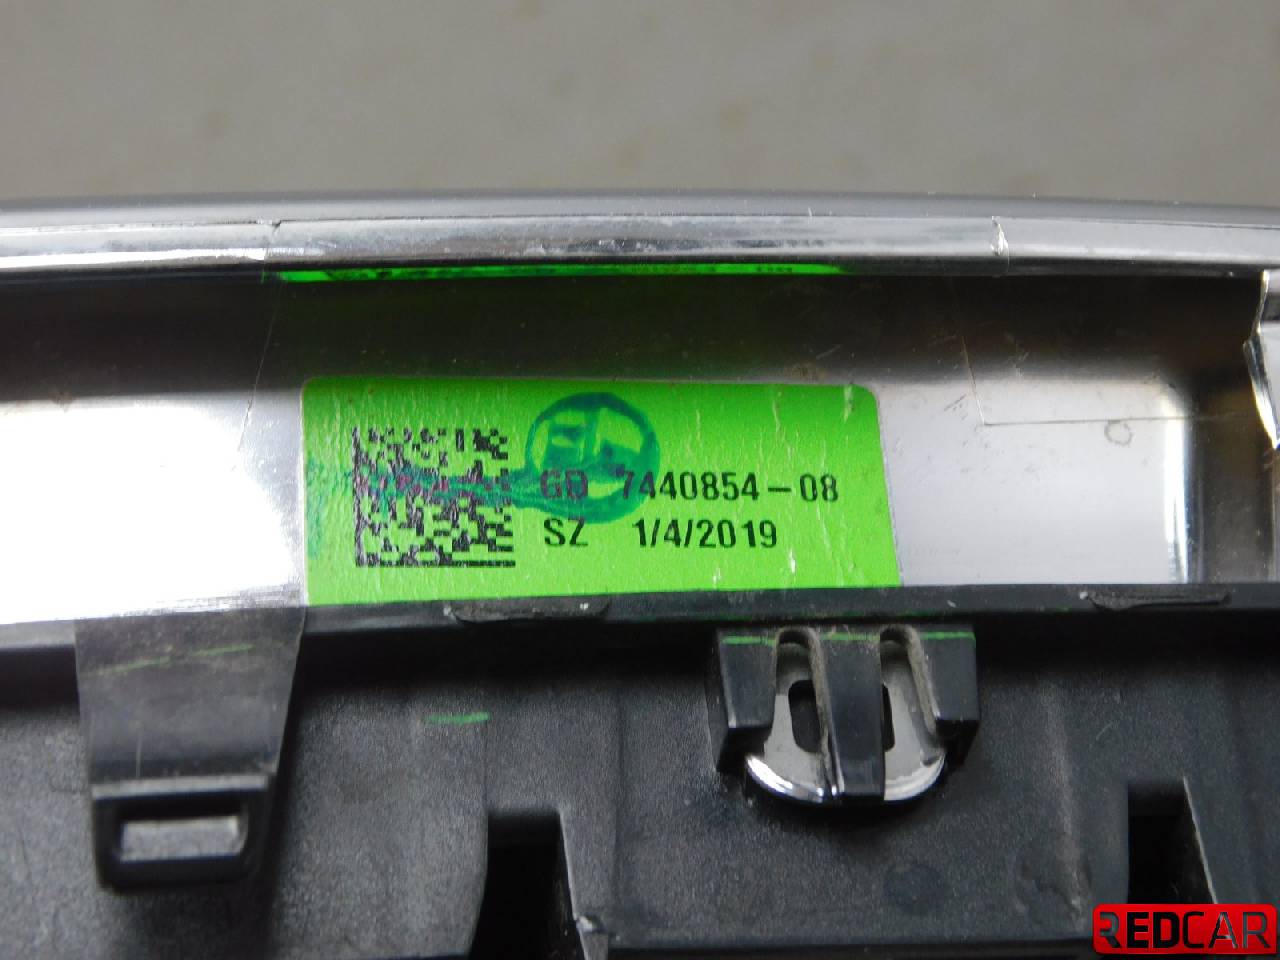 GD 7440854-08
SZ 1/4/2019
REDCAR